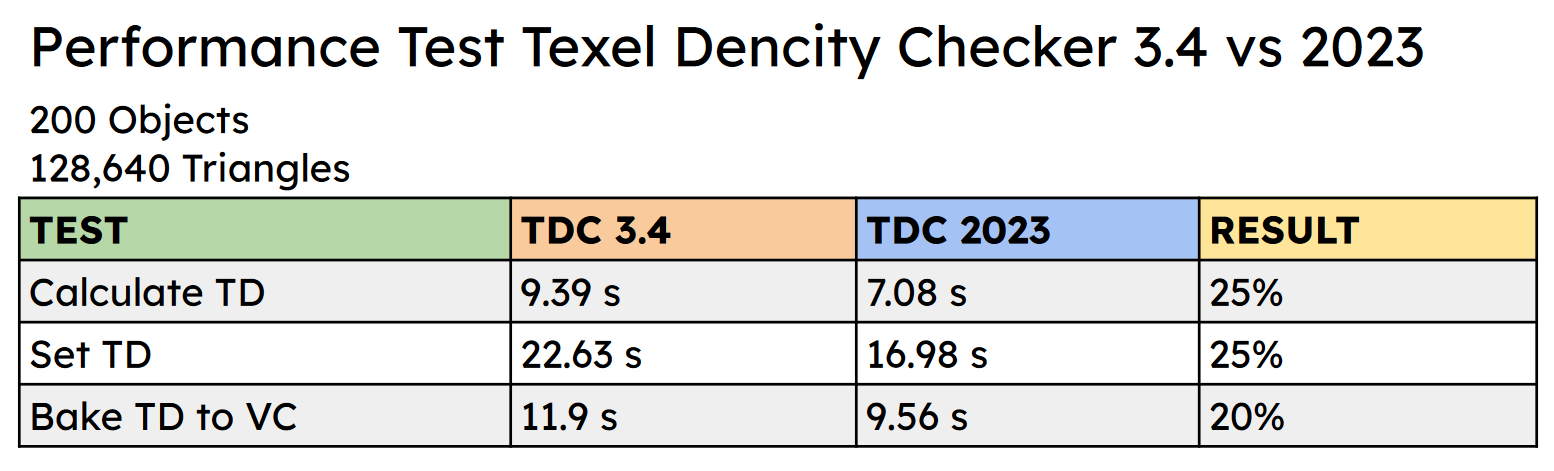 Performance Test Texel Dencity Checker 3.4 vs 2023
200 Objects
128,640 Triangles
TEST TDC 3.4 TDC 2023 RESULT
Calculate TD 9.39 s 7.08 s 25%
Set TD 22.63 s 16.98 s 25%
Bake TD to VC 11.9 s 9.56 s 20%